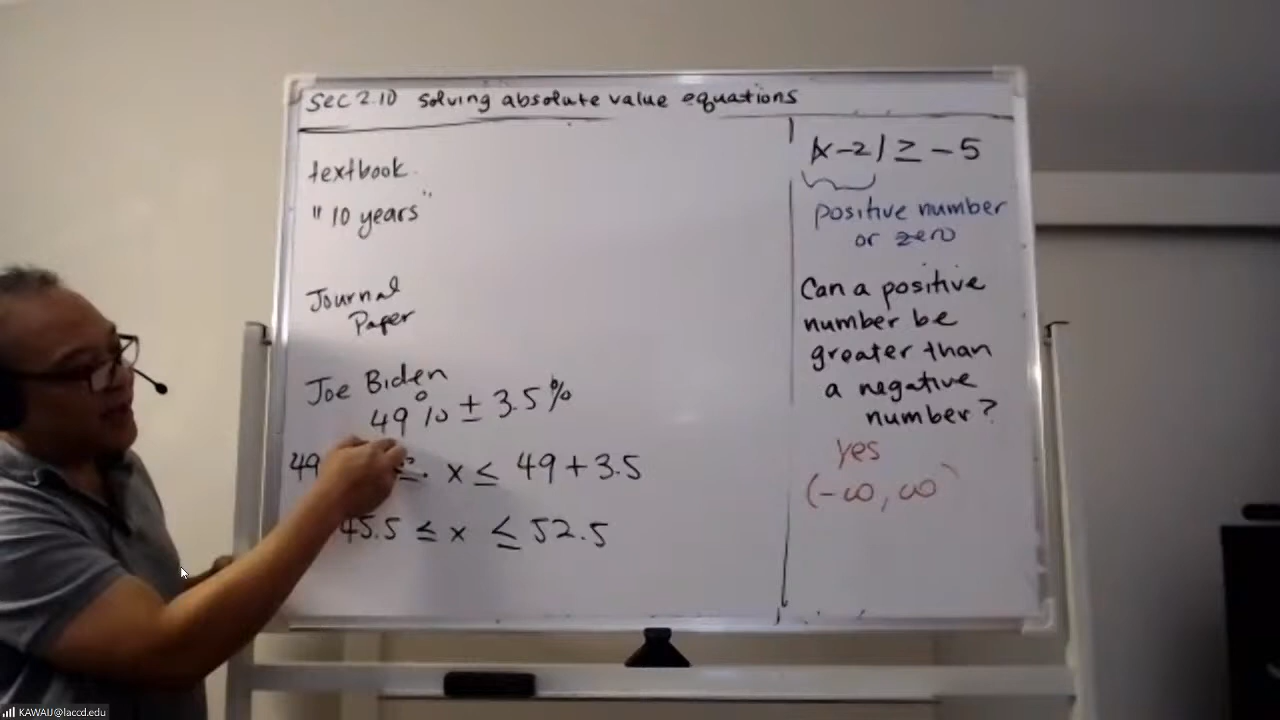 Sec 2.10 solving absolute value equations
textbook.
"10 years"
Journal
Paper
Joe Biden
49% ± 3.5%
49 ≤ x ≤ 49 + 3.5
45.5 ≤ x ≤ 52.5
|x-2| ≥ -5
positive number
or zero
Can a positive
number be
greater than
a negative
number?
yes
(-∞, ∞)
KAWAIJ@laccd.edu